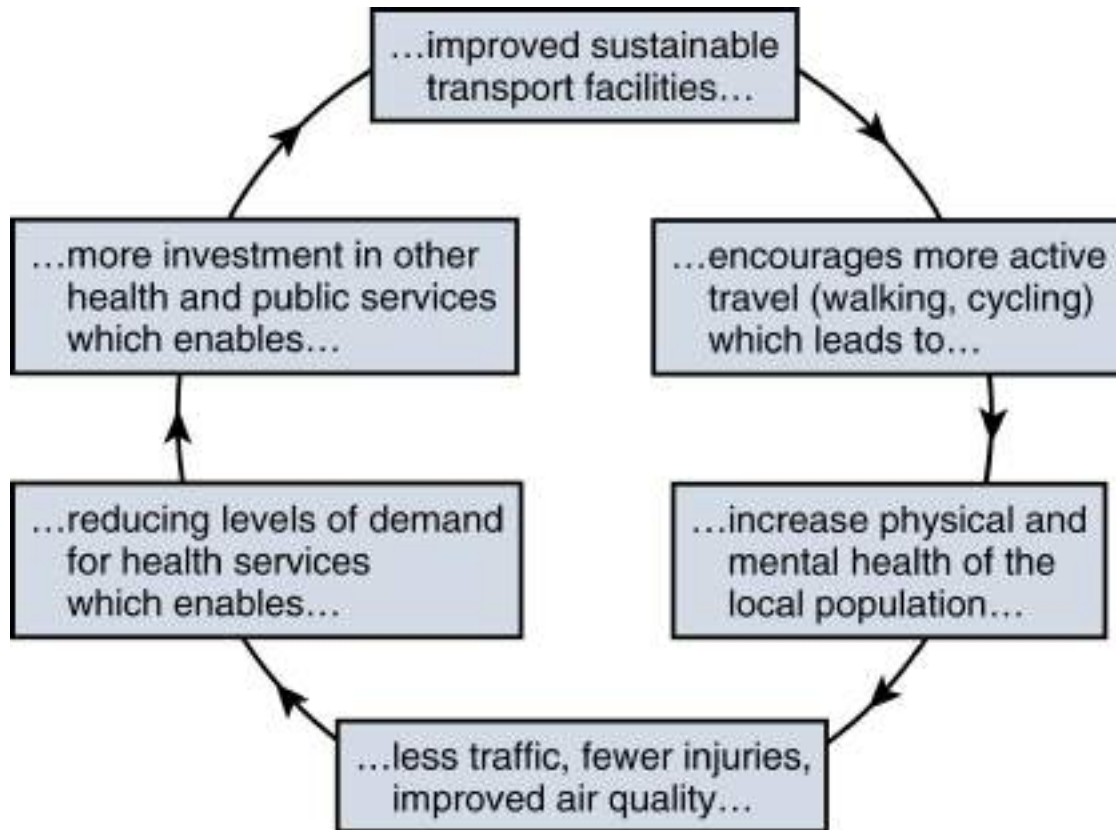 …improved sustainable
transport facilities…
…encourages more active
travel (walking, cycling)
which leads to…
…increase physical and
mental health of the
local population…
…less traffic, fewer injuries,
improved air quality…
…reducing levels of demand
for health services
which enables…
…more investment in other
health and public services
which enables…